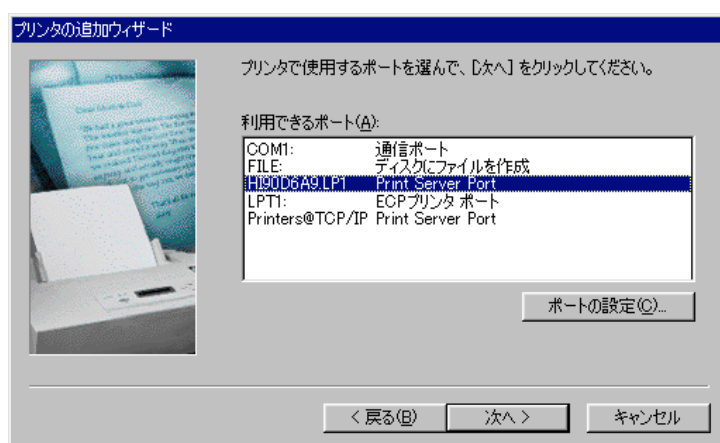 プリンタの追加ウィザード
プリンタで使用するポートを選んで、[次へ] をクリックしてください。
利用できるポート(A):
COM1: 通信ポート
FILE: ディスクにファイルを作成
HI90D6A9.LP1 Print Server Port
LPT1: ECPプリンタ ポート
Printers@TCP/IP Print Server Port
ポートの設定(C)...
< 戻る(B) 次へ > キャンセル